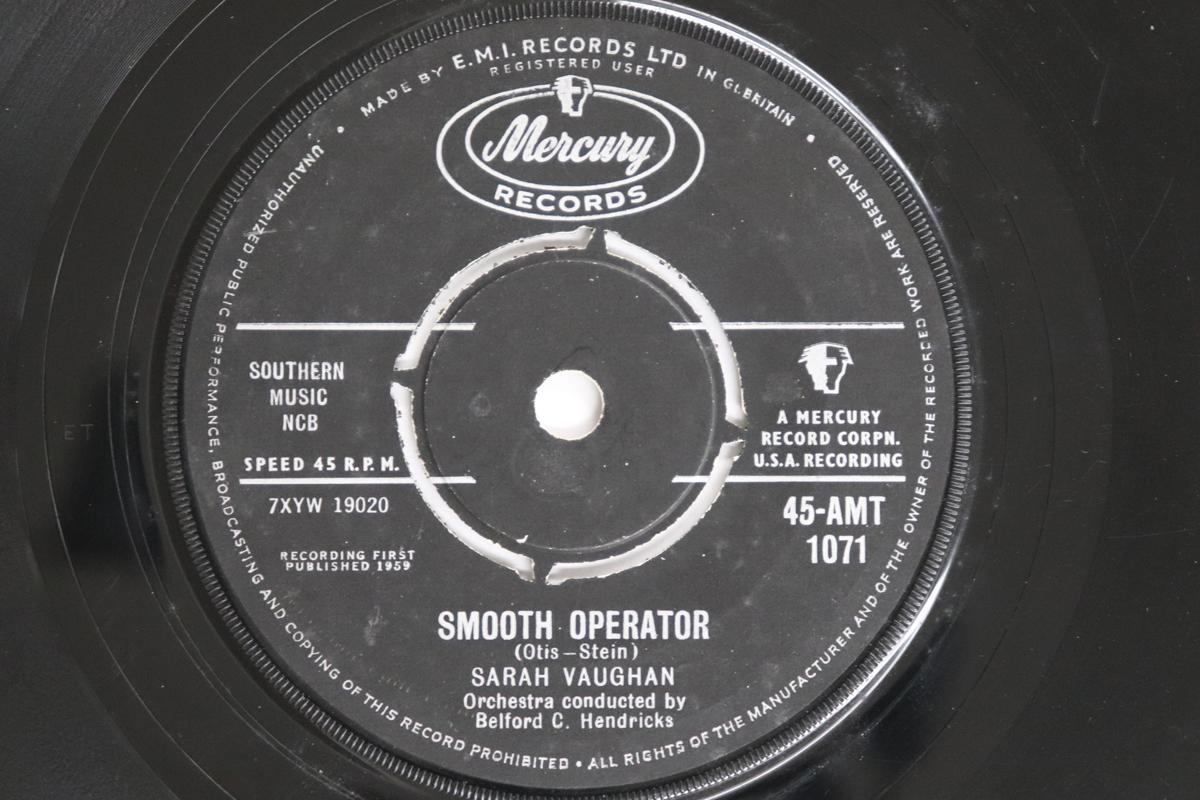 MADE BY E.M.I. RECORDS LTD IN GT. BRITAIN
REGISTERED USER
Mercury
RECORDS
UNAUTHORIZED PUBLIC PERFORMANCE, BROADCASTING AND COPYING OF THIS RECORD PROHIBITED • ALL RIGHTS OF THE MANUFACTURER AND OF THE OWNER OF THE RECORDED WORK ARE RESERVED
SOUTHERN
MUSIC
NCB
SPEED 45 R.P.M.
7XYW 19020
RECORDING FIRST
PUBLISHED 1959
A MERCURY
RECORD CORPN.
U.S.A. RECORDING
45-AMT
1071
SMOOTH OPERATOR
(Otis–Stein)
SARAH VAUGHAN
Orchestra conducted by
Belford C. Hendricks
ET